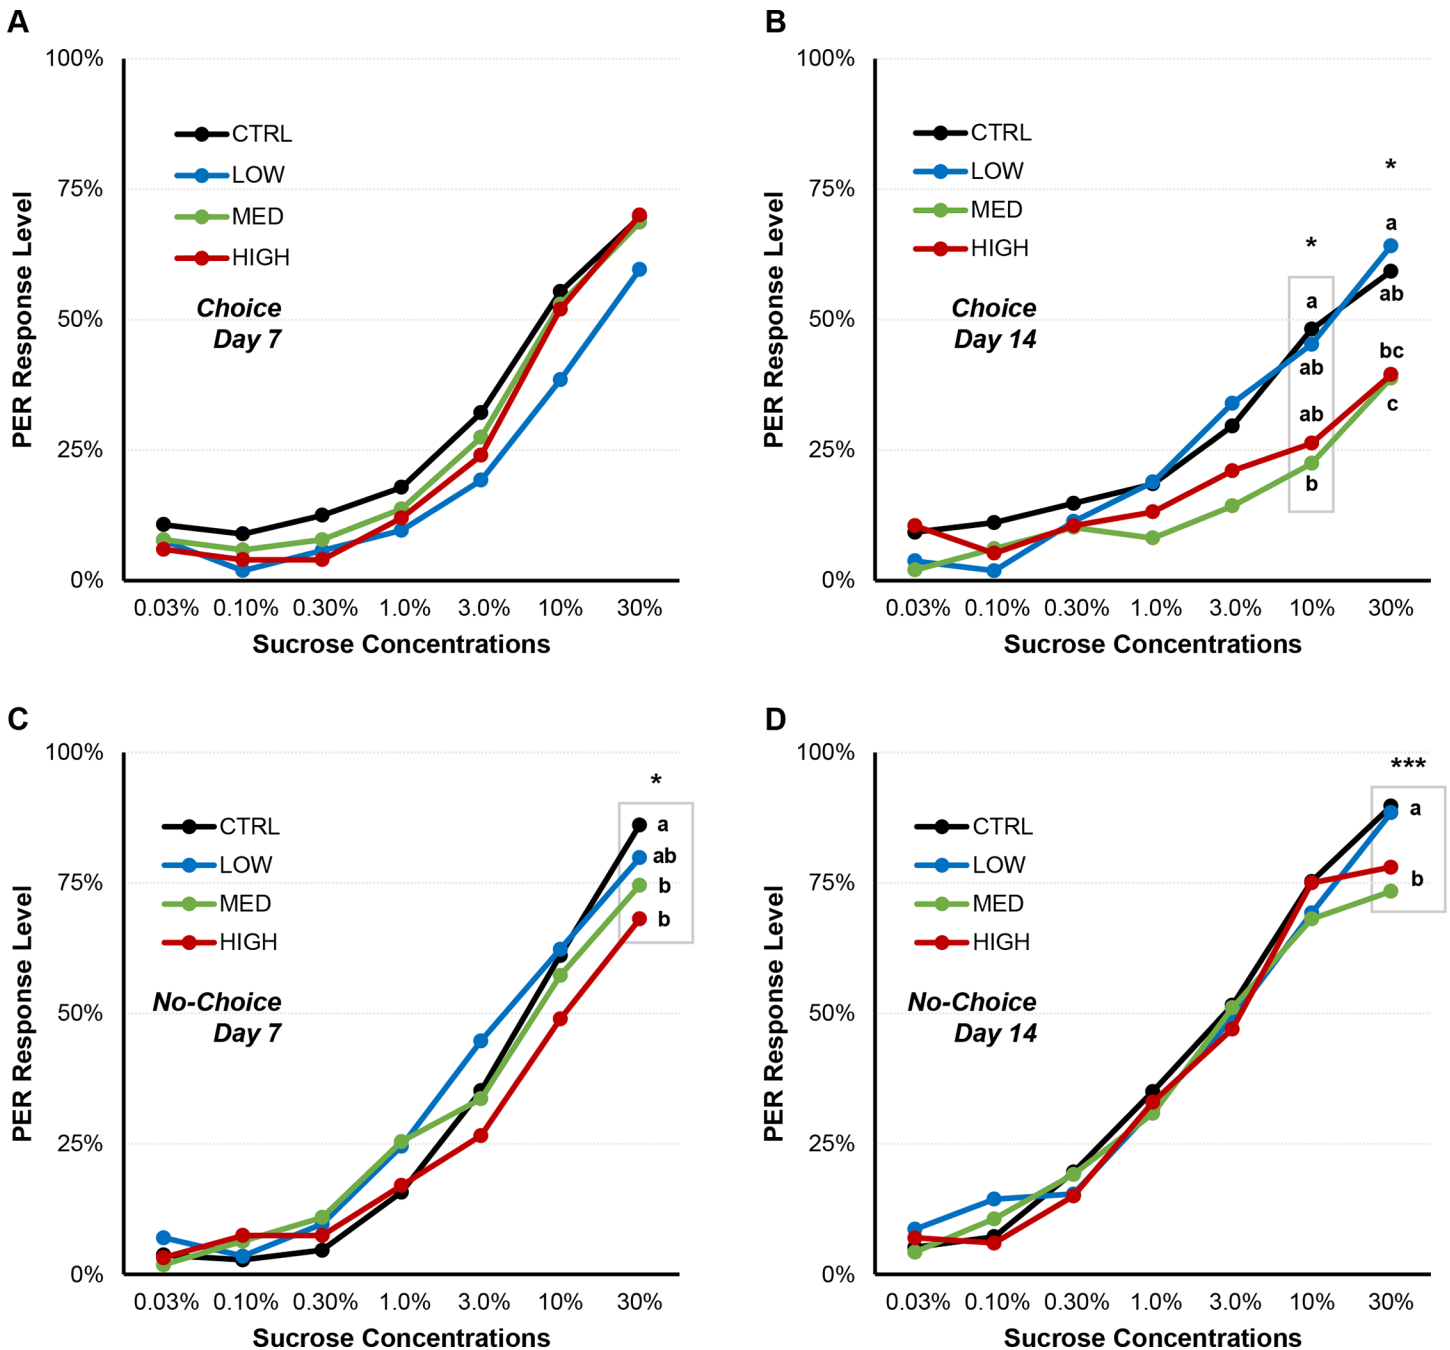 A
100%
75%
50%
25%
0%
PER Response Level
CTRL
LOW
MED
HIGH
Choice
Day 7
0.03% 0.10% 0.30% 1.0% 3.0% 10% 30%
Sucrose Concentrations
B
100%
75%
50%
25%
0%
PER Response Level
CTRL
LOW
MED
HIGH
Choice
Day 14
*
a
ab
ab
b
*
a
ab
bc
c
0.03% 0.10% 0.30% 1.0% 3.0% 10% 30%
Sucrose Concentrations
C
100%
75%
50%
25%
0%
PER Response Level
CTRL
LOW
MED
HIGH
No-Choice
Day 7
*
a
ab
b
b
0.03% 0.10% 0.30% 1.0% 3.0% 10% 30%
Sucrose Concentrations
D
100%
75%
50%
25%
0%
PER Response Level
CTRL
LOW
MED
HIGH
No-Choice
Day 14
***
a
b
0.03% 0.10% 0.30% 1.0% 3.0% 10% 30%
Sucrose Concentrations